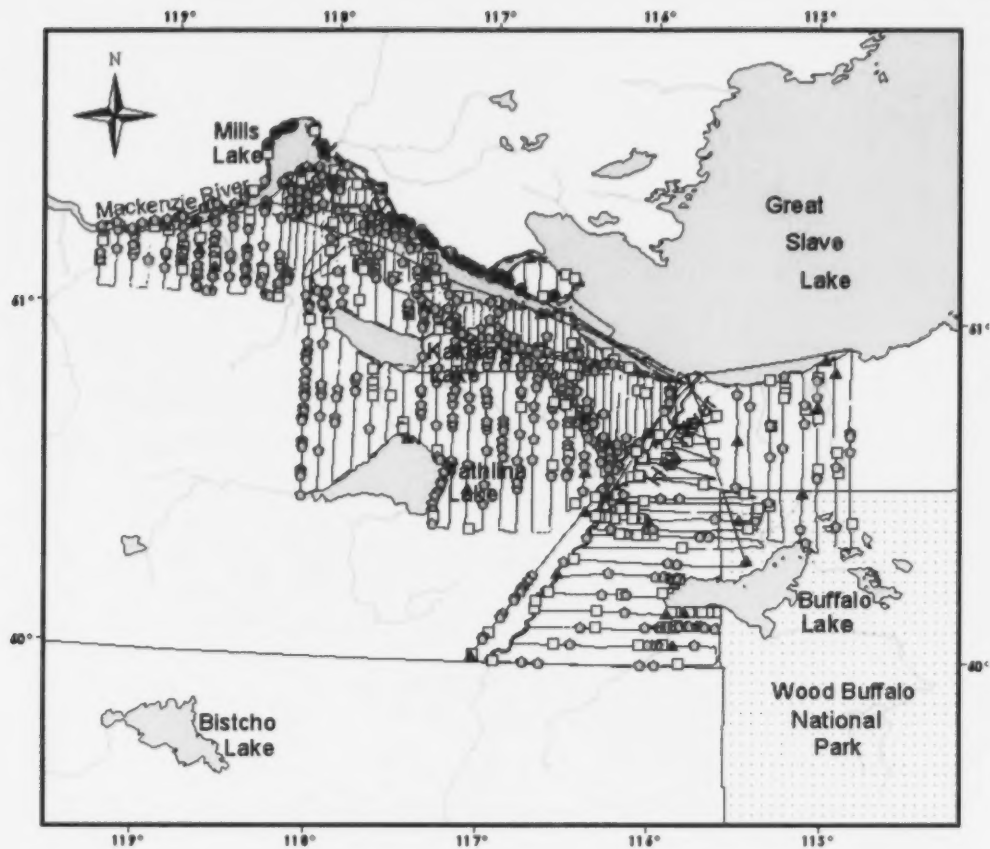 119° 118° 117° 116° 115°
N
Mills
Lake
Mackenzie River
Great
Slave
Lake
61° 61°
Lake
Buffalo
Lake
60° 60°
Wood Buffalo
National
Park
Bistcho
Lake
119° 118° 117° 116° 115°